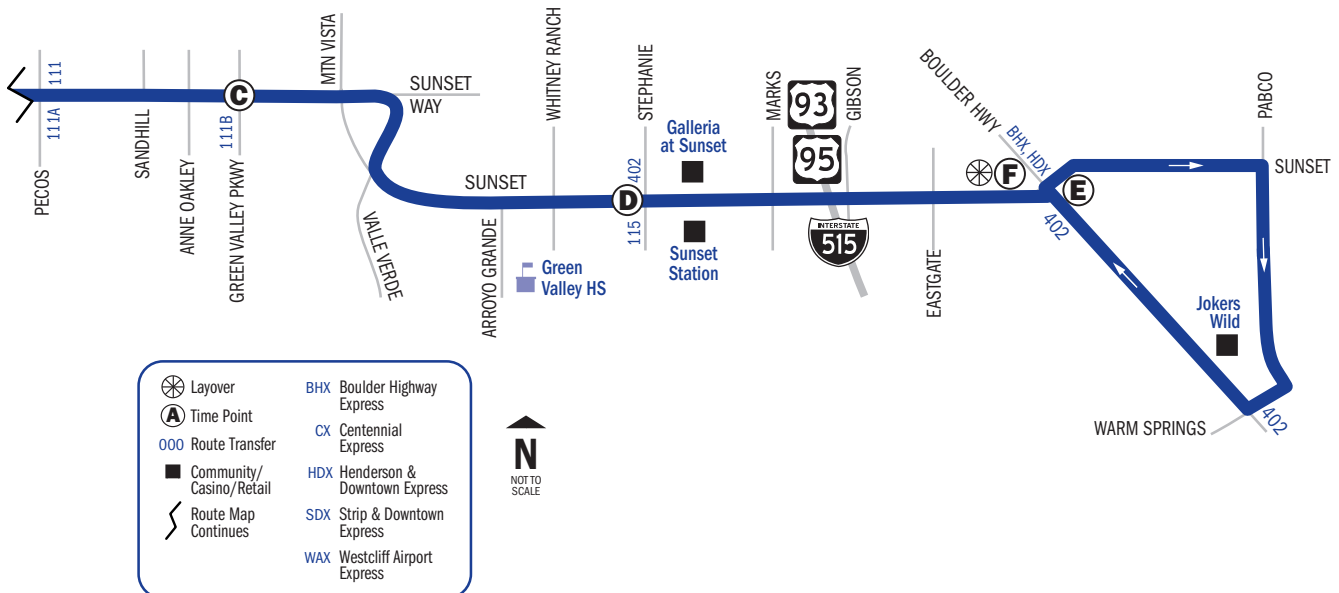 111
111A
PECOS
SANDHILL
ANNE OAKLEY
C
111B
GREEN VALLEY PKWY
MTN VISTA
SUNSET
WAY
VALLE VERDE
SUNSET
ARROYO GRANDE
WHITNEY RANCH
Green
Valley HS
STEPHANIE
402
D
115
Galleria
at Sunset
Sunset
Station
MARKS
93
95
GIBSON
INTERSTATE
515
EASTGATE
BOULDER HWY
BHX, HDX
F
E
402
PABCO
SUNSET
Jokers
Wild
WARM SPRINGS
402
Layover
A Time Point
000 Route Transfer
Community/
Casino/Retail
Route Map
Continues
BHX Boulder Highway
Express
CX Centennial
Express
HDX Henderson &
Downtown Express
SDX Strip & Downtown
Express
WAX Westcliff Airport
Express
N
NOT TO
SCALE